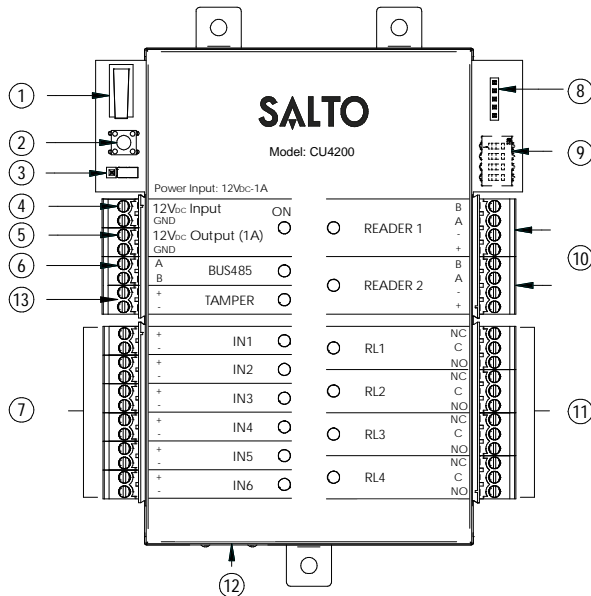 SALTO
Model: CU4200
Power Input: 12VDC-1A
1
2
3
4
5
6
13
7
8
9
10
11
12
12VDC Input
GND
12VDC Output (1A)
GND
ON
A
B
BUS485
+
-
TAMPER
+
-
IN1
+
-
IN2
+
-
IN3
+
-
IN4
+
-
IN5
+
-
IN6
READER 1
B
A
-
+
READER 2
B
A
-
+
RL1
NC
C
NO
RL2
NC
C
NO
RL3
NC
C
NO
RL4
NC
C
NO